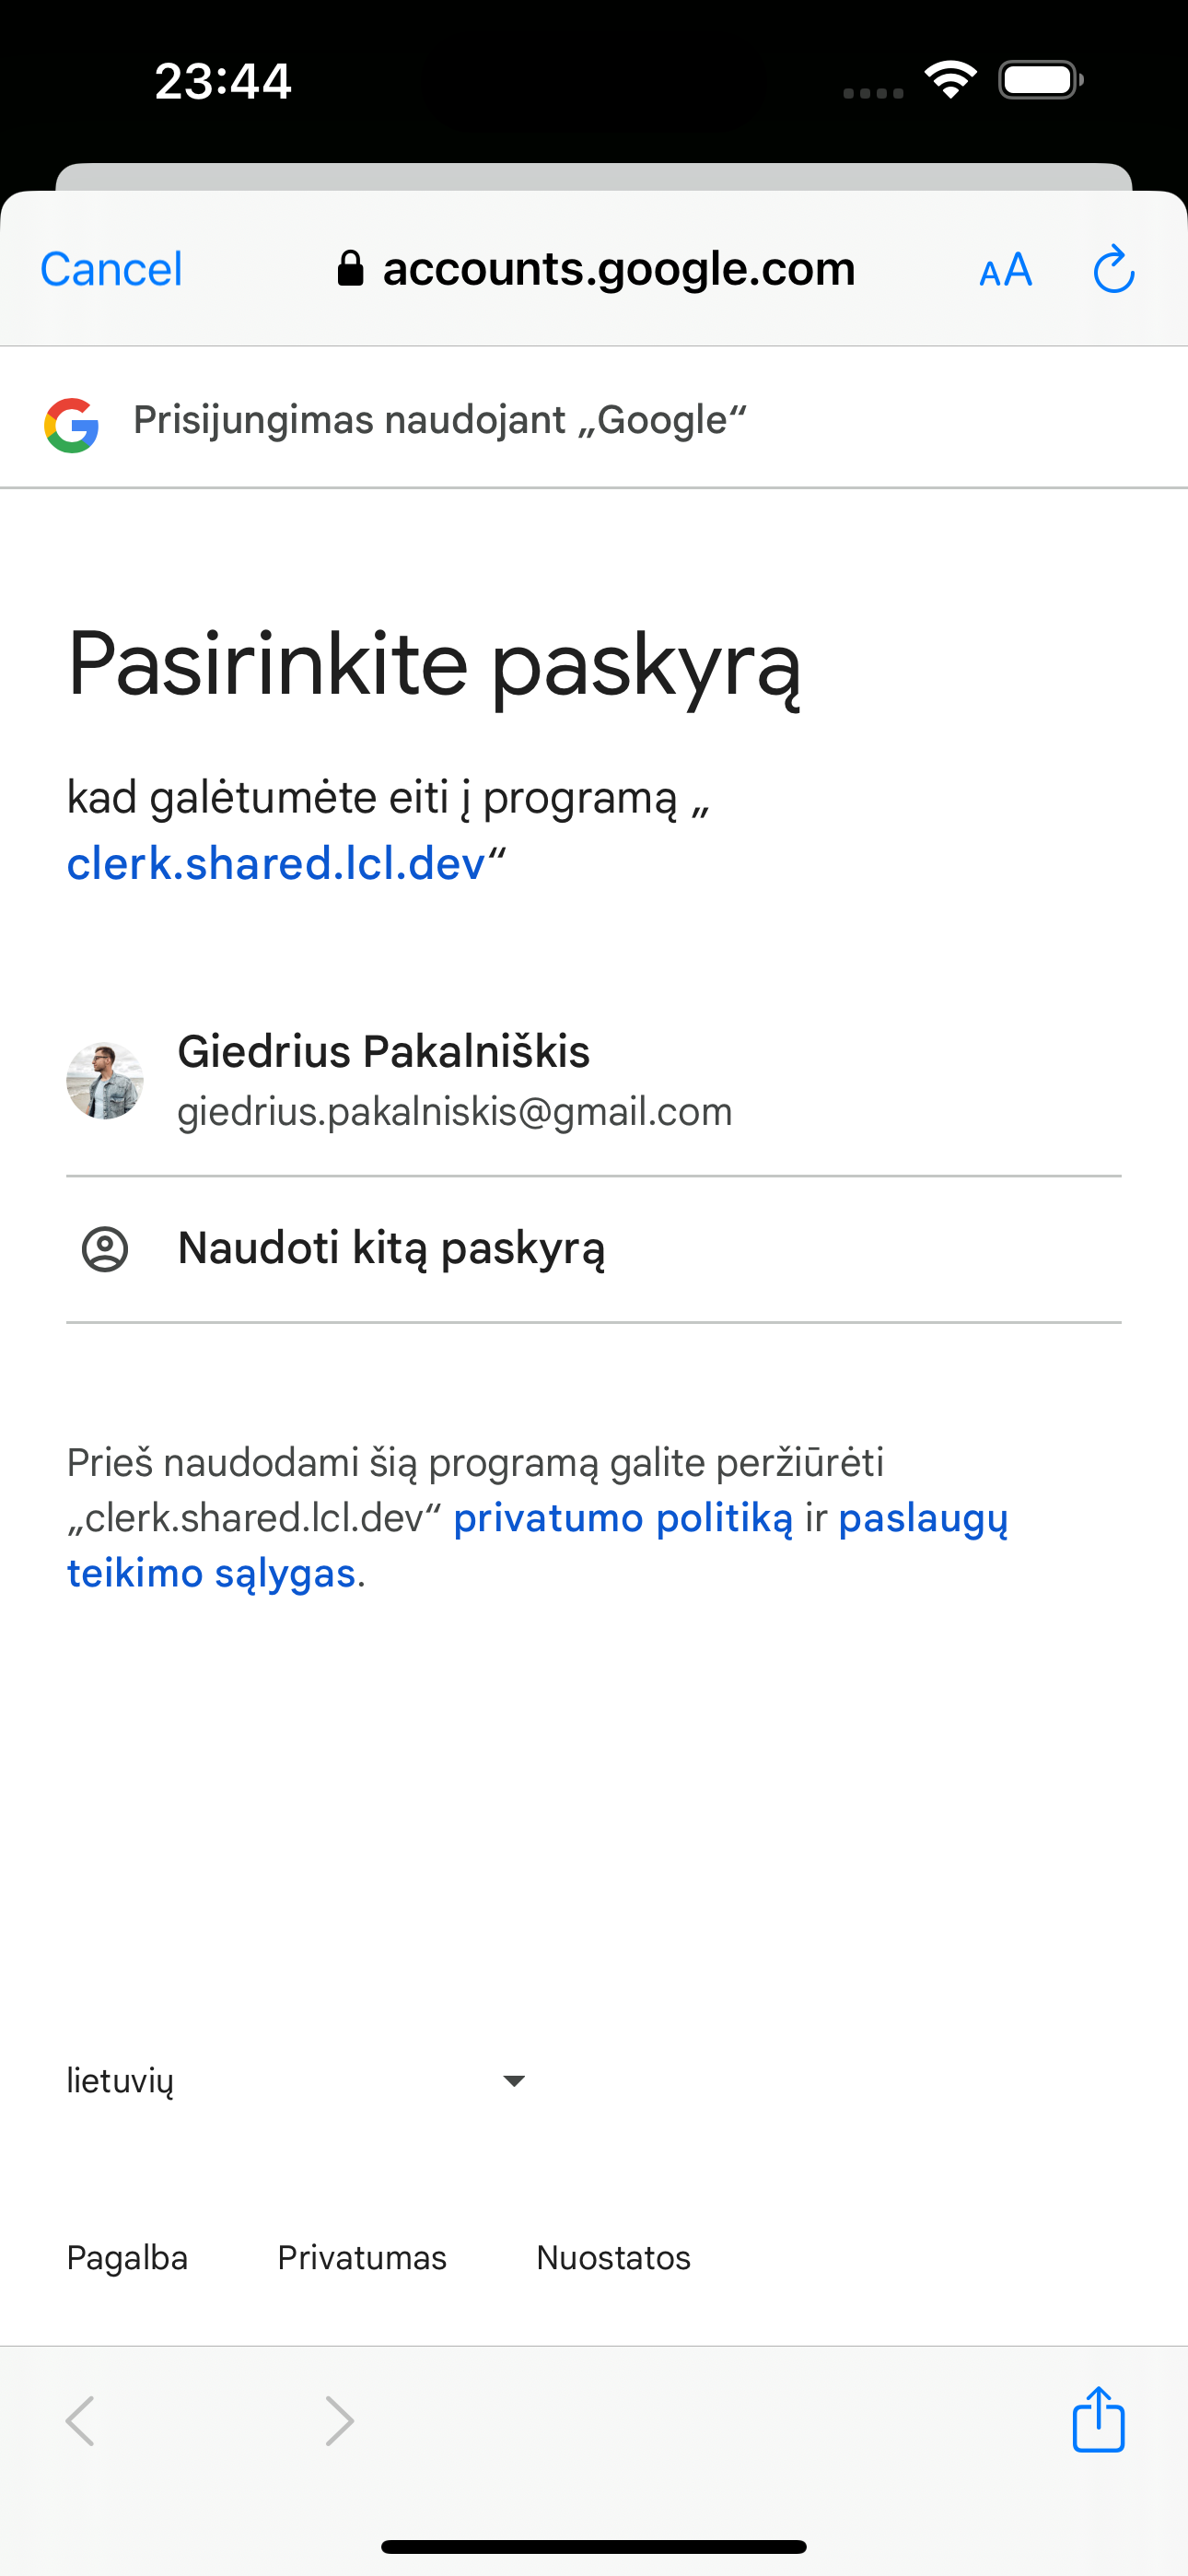 23:44
Cancel
accounts.google.com
AA
Prisijungimas naudojant „Google“
Pasirinkite paskyrą
kad galėtumėte eiti į programą „
clerk.shared.lcl.dev“
Giedrius Pakalniškis
giedrius.pakalniskis@gmail.com
Naudoti kitą paskyrą
Prieš naudodami šią programą galite peržiūrėti
„clerk.shared.lcl.dev“ privatumo politiką ir paslaugų
teikimo sąlygas.
lietuvių
Pagalba Privatumas Nuostatos